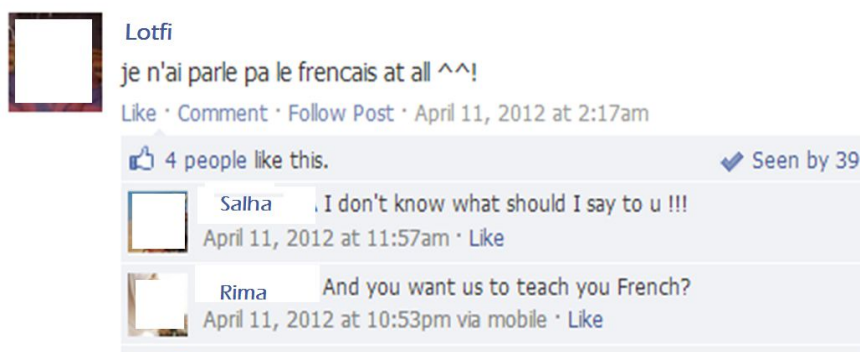 Lotfi
je n'ai parle pa le frencais at all ^^!
Like · Comment · Follow Post · April 11, 2012 at 2:17am
4 people like this. Seen by 39
Salha I don't know what should I say to u !!!
April 11, 2012 at 11:57am · Like
Rima And you want us to teach you French?
April 11, 2012 at 10:53pm via mobile · Like